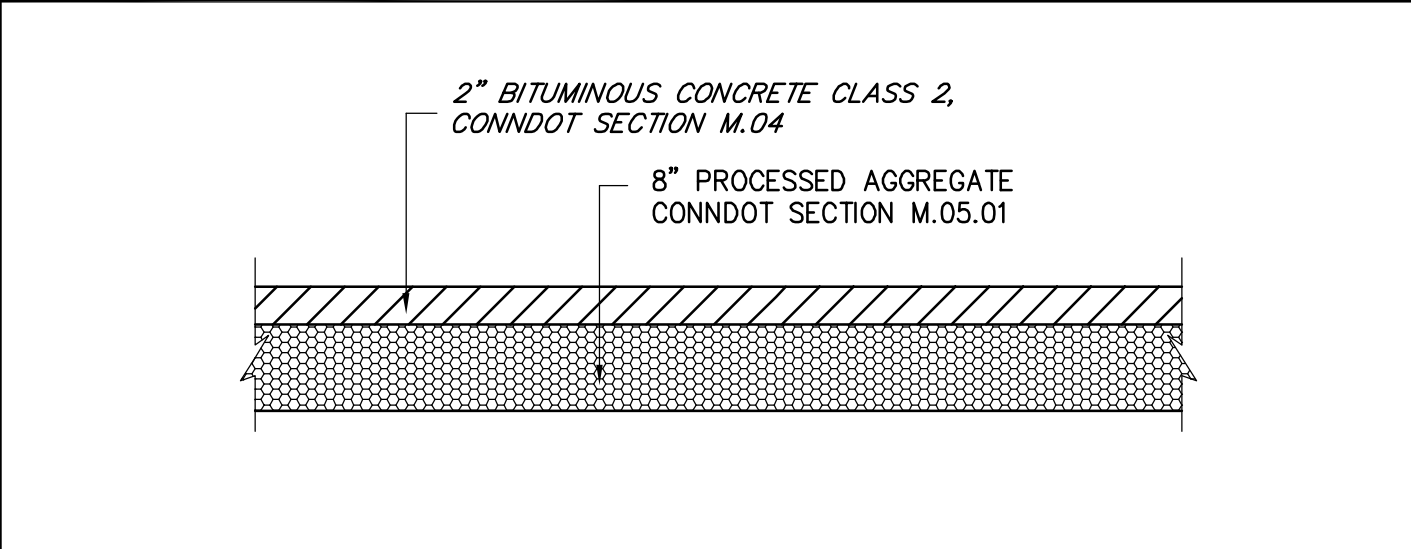 2” BITUMINOUS CONCRETE CLASS 2,
CONNDOT SECTION M.04
8” PROCESSED AGGREGATE
CONNDOT SECTION M.05.01